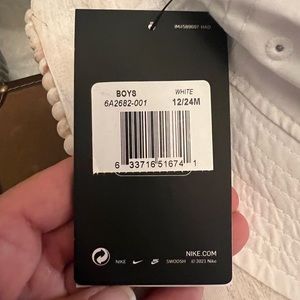 BOYS WHITE
6A2682-001 12/24M
6 33716 51674 1
NIKE.COM
NIKE SWOOSH © 2021 Nike